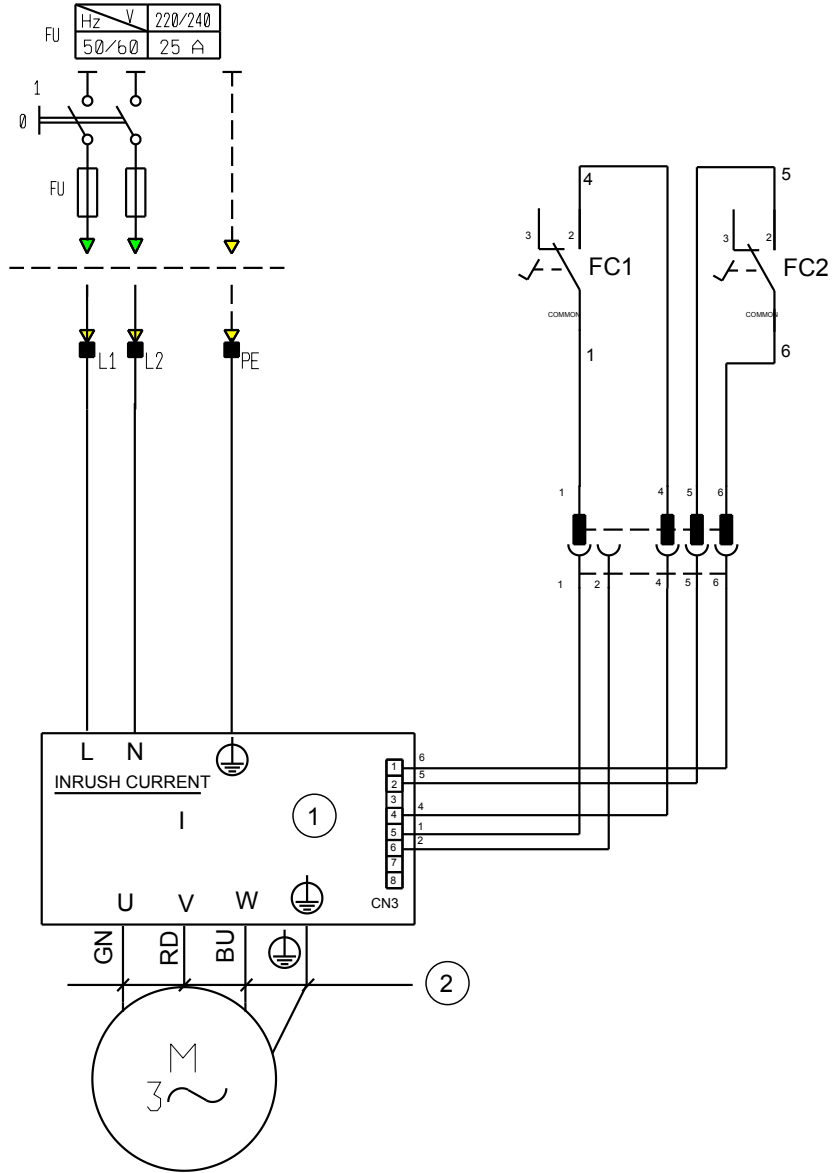 Hz V 220/240
FU
50/60 25 A
1
0
FU
4
5
3 2
FC1
3 2
FC2
COMMON
COMMON
1
6
L1 L2 PE
1 4 5 6
1 2 4 5 6
L N
INRUSH CURRENT
I
1
1
2
3
4
5
6
7
8
6
5
4
1
2
CN3
U V W
GN RD BU
2
M
3